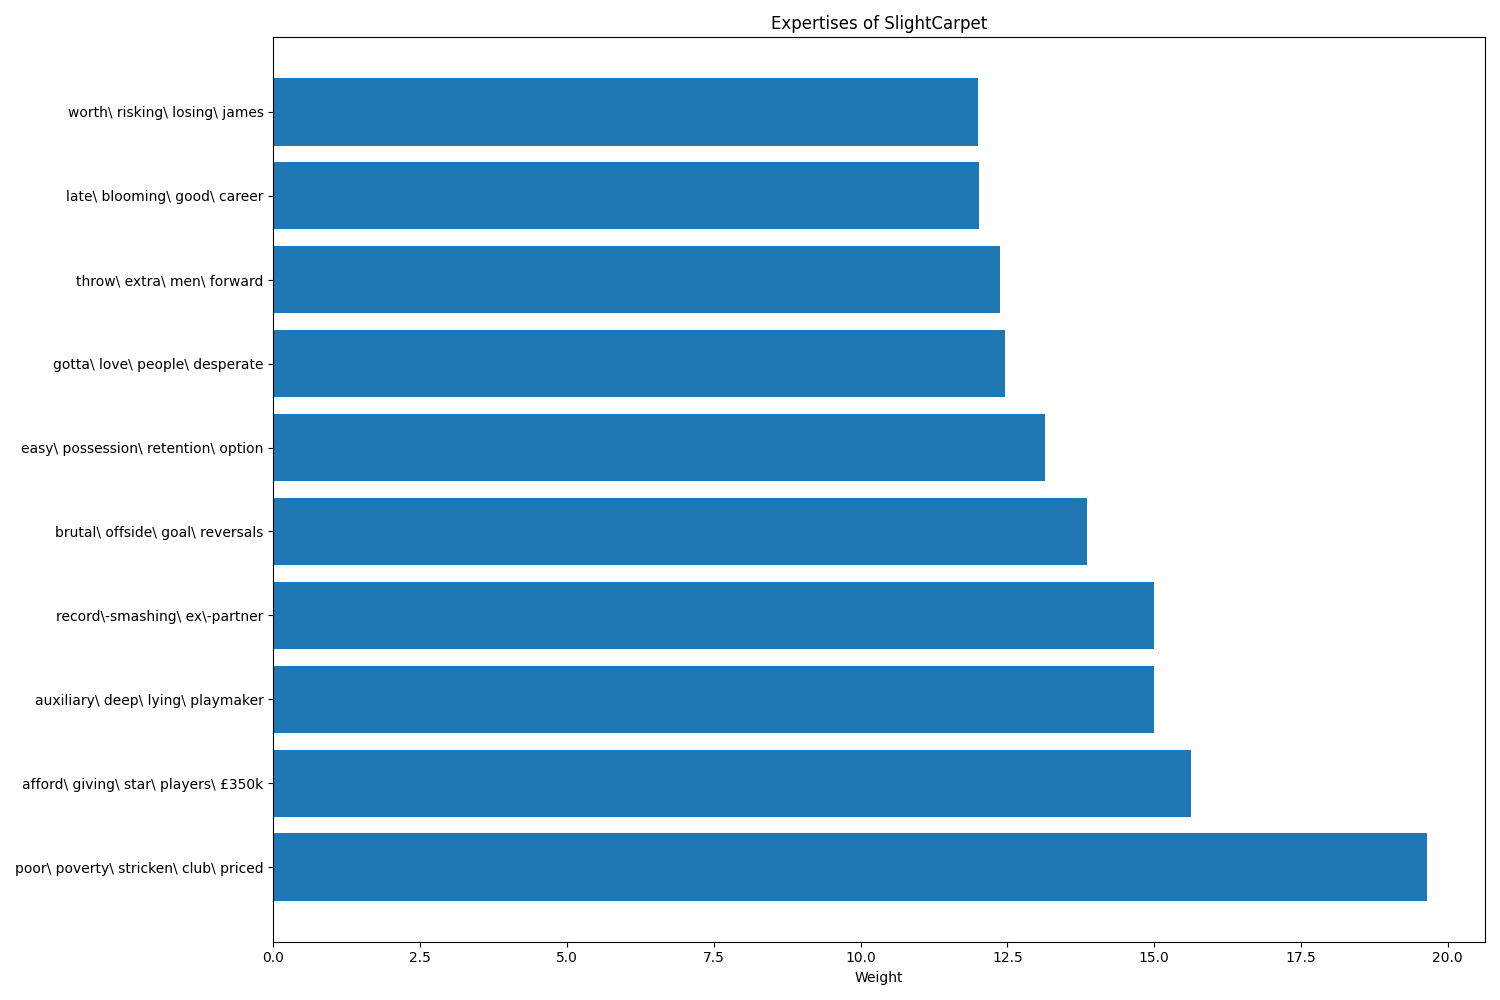 Expertises of SlightCarpet
worth\ risking\ losing\ james
late\ blooming\ good\ career
throw\ extra\ men\ forward
gotta\ love\ people\ desperate
easy\ possession\ retention\ option
brutal\ offside\ goal\ reversals
record\-smashing\ ex\-partner
auxiliary\ deep\ lying\ playmaker
afford\ giving\ star\ players\ £350k
poor\ poverty\ stricken\ club\ priced
0.0 2.5 5.0 7.5 10.0 12.5 15.0 17.5 20.0
Weight